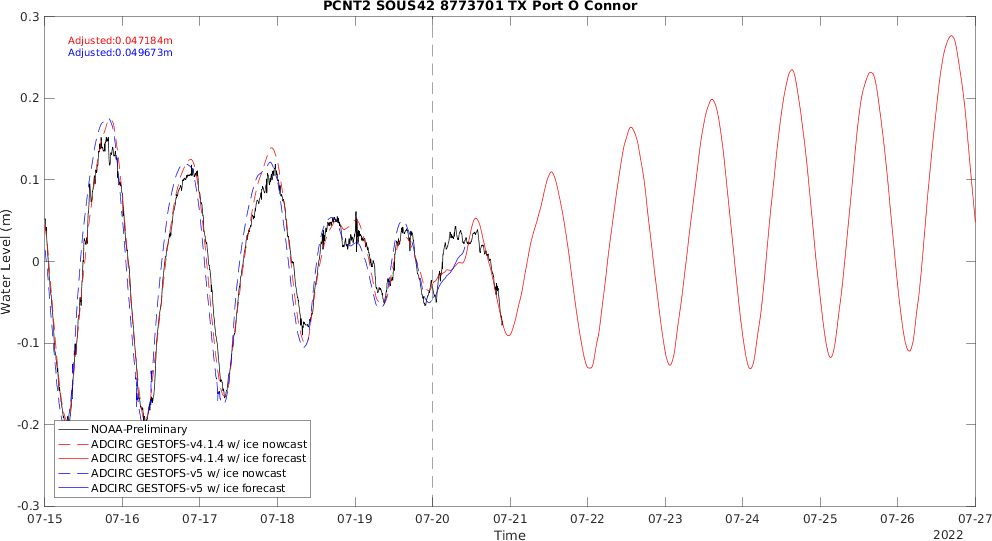 PCNT2 SOUS42 8773701 TX Port O Connor
Adjusted:0.047184m
Adjusted:0.049673m
0.3
0.2
0.1
0
-0.1
-0.2
-0.3
Water Level (m)
NOAA-Preliminary
ADCIRC GESTOFS-v4.1.4 w/ ice nowcast
ADCIRC GESTOFS-v4.1.4 w/ ice forecast
ADCIRC GESTOFS-v5 w/ ice nowcast
ADCIRC GESTOFS-v5 w/ ice forecast
07-15 07-16 07-17 07-18 07-19 07-20 07-21 07-22 07-23 07-24 07-25 07-26 07-27
Time
2022